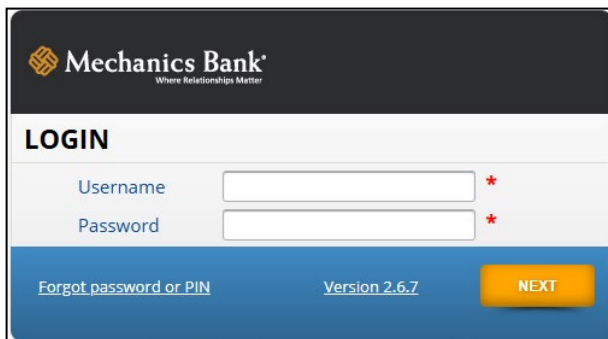 Mechanics Bank®
Where Relationships Matter
LOGIN
Username *
Password *
Forgot password or PIN Version 2.6.7 NEXT